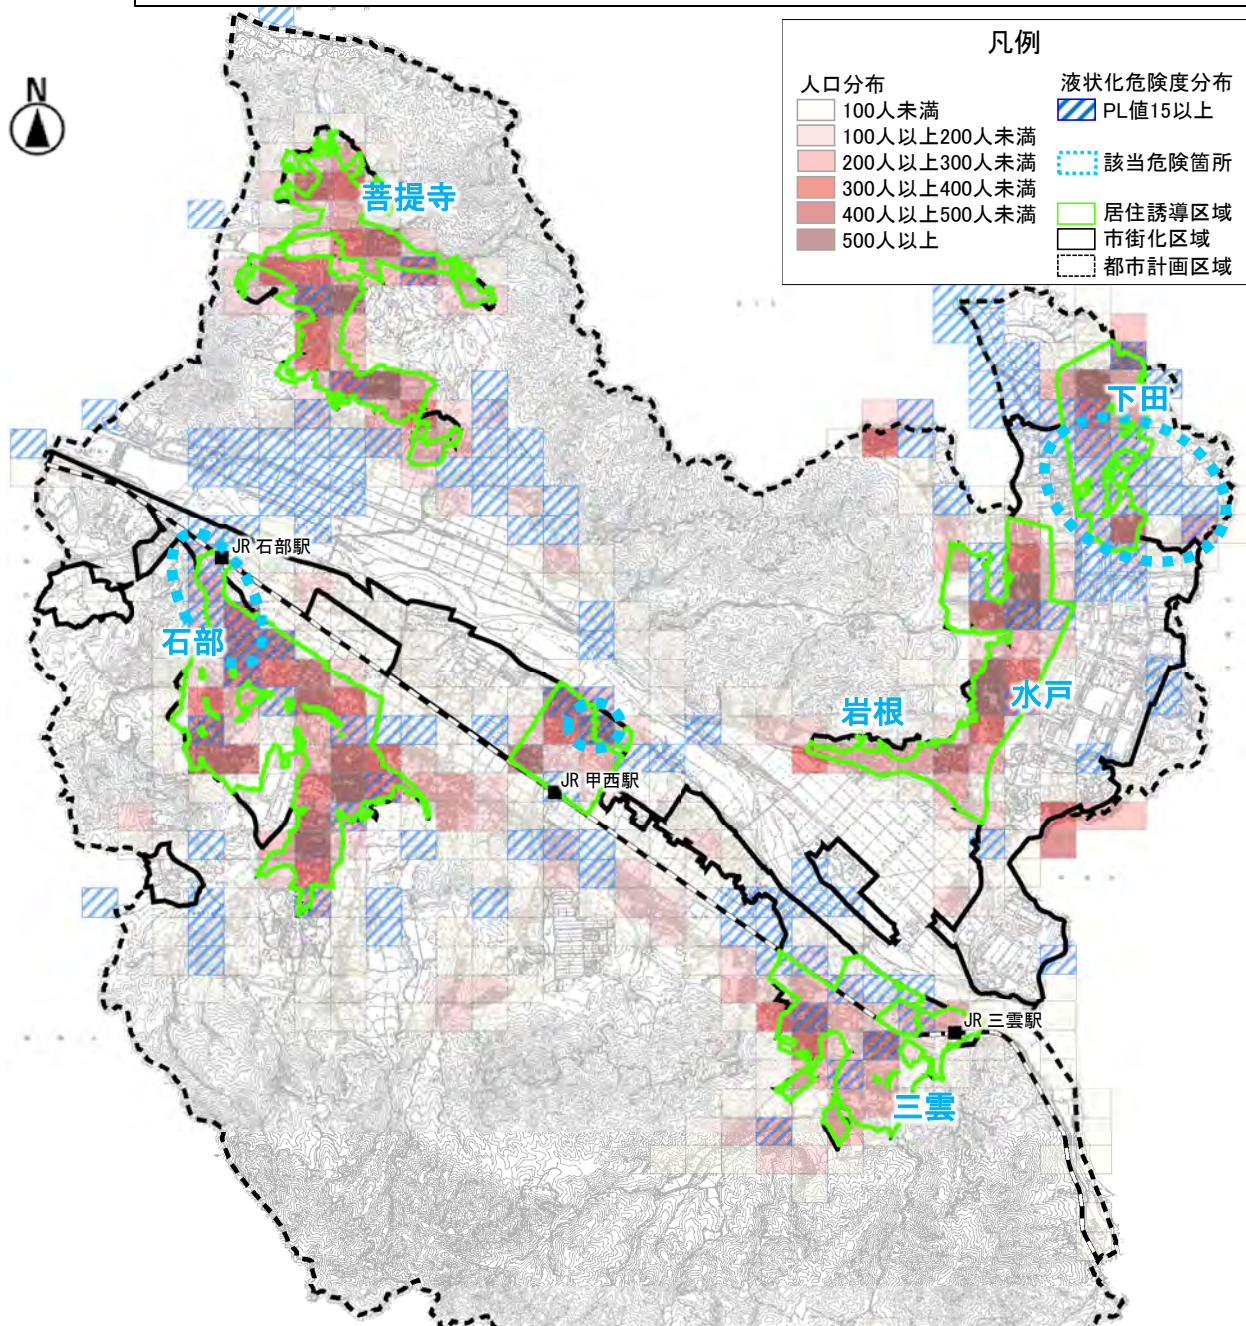 凡例
人口分布
100人未満
100人以上200人未満
200人以上300人未満
300人以上400人未満
400人以上500人未満
500人以上
液状化危険度分布
PL値15以上
該当危険箇所
居住誘導区域
市街化区域
都市計画区域
N
菩提寺
下田
JR 石部駅
石部
岩根
水戸
JR 甲西駅
JR 三雲駅
三雲